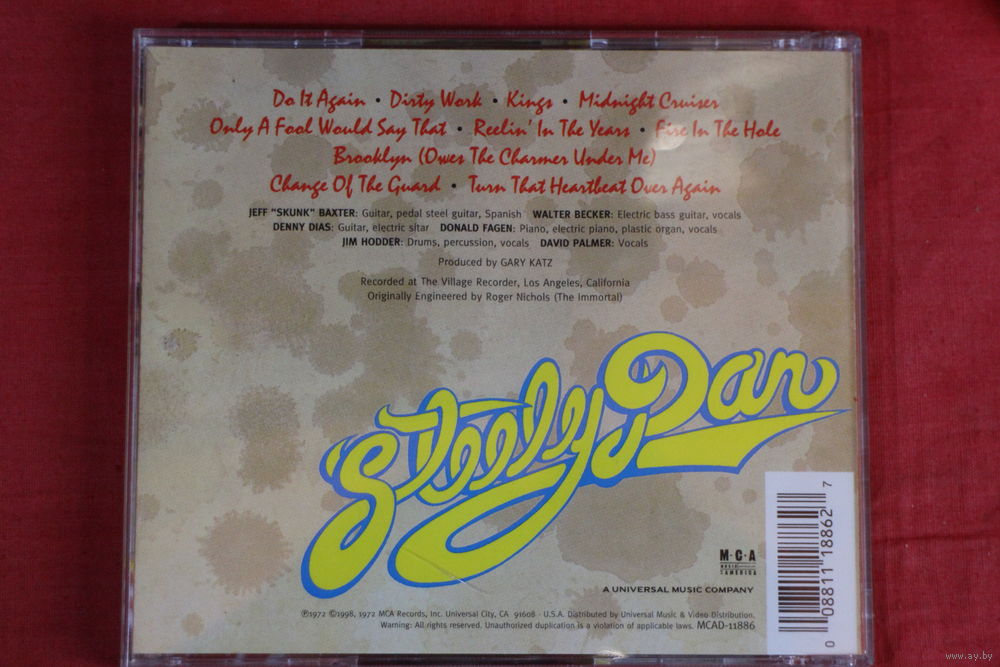 Do It Again • Dirty Work • Kings • Midnight Cruiser
Only A Fool Would Say That • Reelin' In The Years • Fire In The Hole
Brooklyn (Owes The Charmer Under Me)
Change Of The Guard • Turn That Heartbeat Over Again
JEFF "SKUNK" BAXTER: Guitar, pedal steel guitar, Spanish WALTER BECKER: Electric bass guitar, vocals
DENNY DIAS: Guitar, electric sitar DONALD FAGEN: Piano, electric piano, plastic organ, vocals
JIM HODDER: Drums, percussion, vocals DAVID PALMER: Vocals
Produced by GARY KATZ
Recorded at The Village Recorder, Los Angeles, California
Originally Engineered by Roger Nichols (The Immortal)
Steely Dan
M·C·A
MUSIC
AMERICA
A UNIVERSAL MUSIC COMPANY
℗1972 ©1998, 1972 MCA Records, Inc. Universal City, CA 91608 - U.S.A. Distributed by Universal Music & Video Distribution.
Warning: All rights reserved. Unauthorized duplication is a violation of applicable laws. MCAD-11886
0 08811 18862 7
www.ay.by